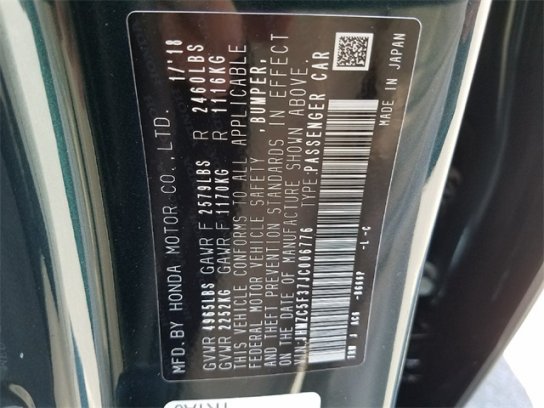 MFD.BY HONDA MOTOR CO.,LTD. 17'18
GVWR 4965LBS GAWR F 2579LBS R 2460LBS
GVWR 2252KG GAWR F 1170KG R 1116KG
THIS VEHICLE CONFORMS TO ALL APPLICABLE
FEDERAL MOTOR VEHICLE SAFETY ,BUMPER,
AND THEFT PREVENTION STANDARDS IN EFFECT
ON THE DATE OF MANUFACTURE SHOWN ABOVE.
V.I.N.:JHMZC5F37JC006776 TYPE:PASSENGER CAR
MADE IN JAPAN